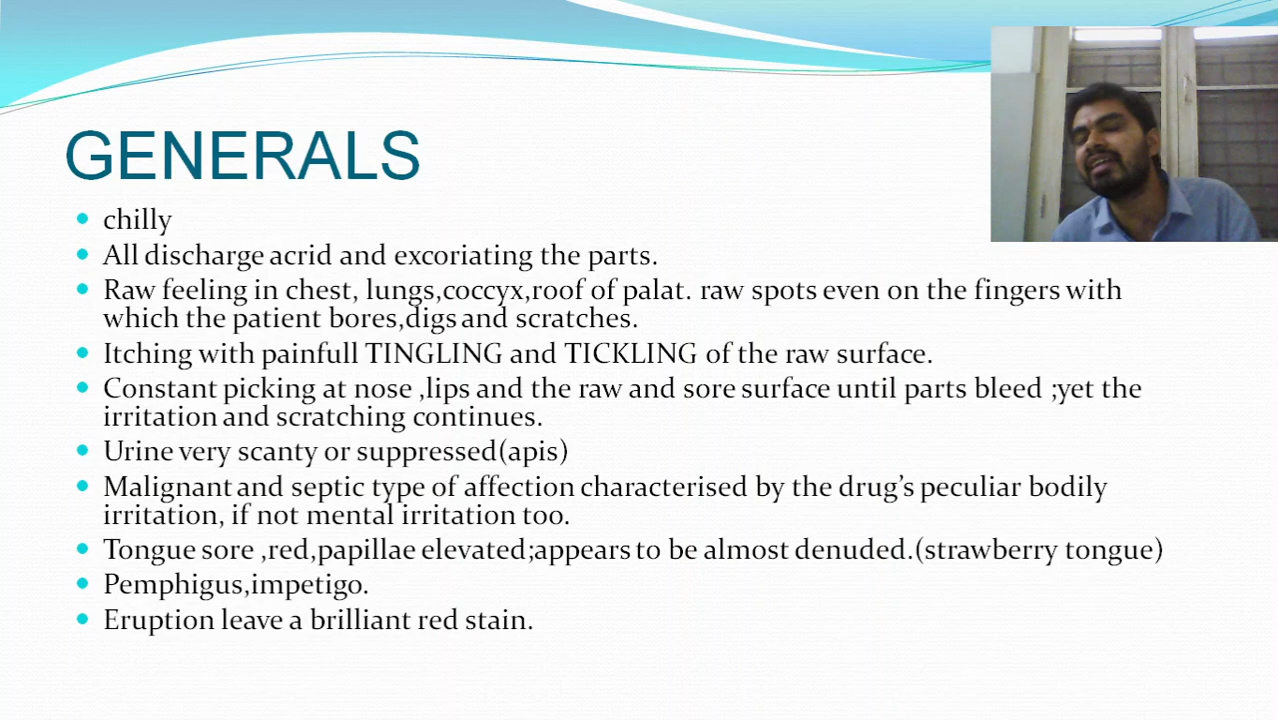 GENERALS
chilly
All discharge acrid and excoriating the parts.
Raw feeling in chest, lungs,coccyx,roof of palat. raw spots even on the fingers with
which the patient bores,digs and scratches.
Itching with painfull TINGLING and TICKLING of the raw surface.
Constant picking at nose ,lips and the raw and sore surface until parts bleed ;yet the
irritation and scratching continues.
Urine very scanty or suppressed(apis)
Malignant and septic type of affection characterised by the drug's peculiar bodily
irritation, if not mental irritation too.
Tongue sore ,red,papillae elevated;appears to be almost denuded.(strawberry tongue)
Pemphigus,impetigo.
Eruption leave a brilliant red stain.